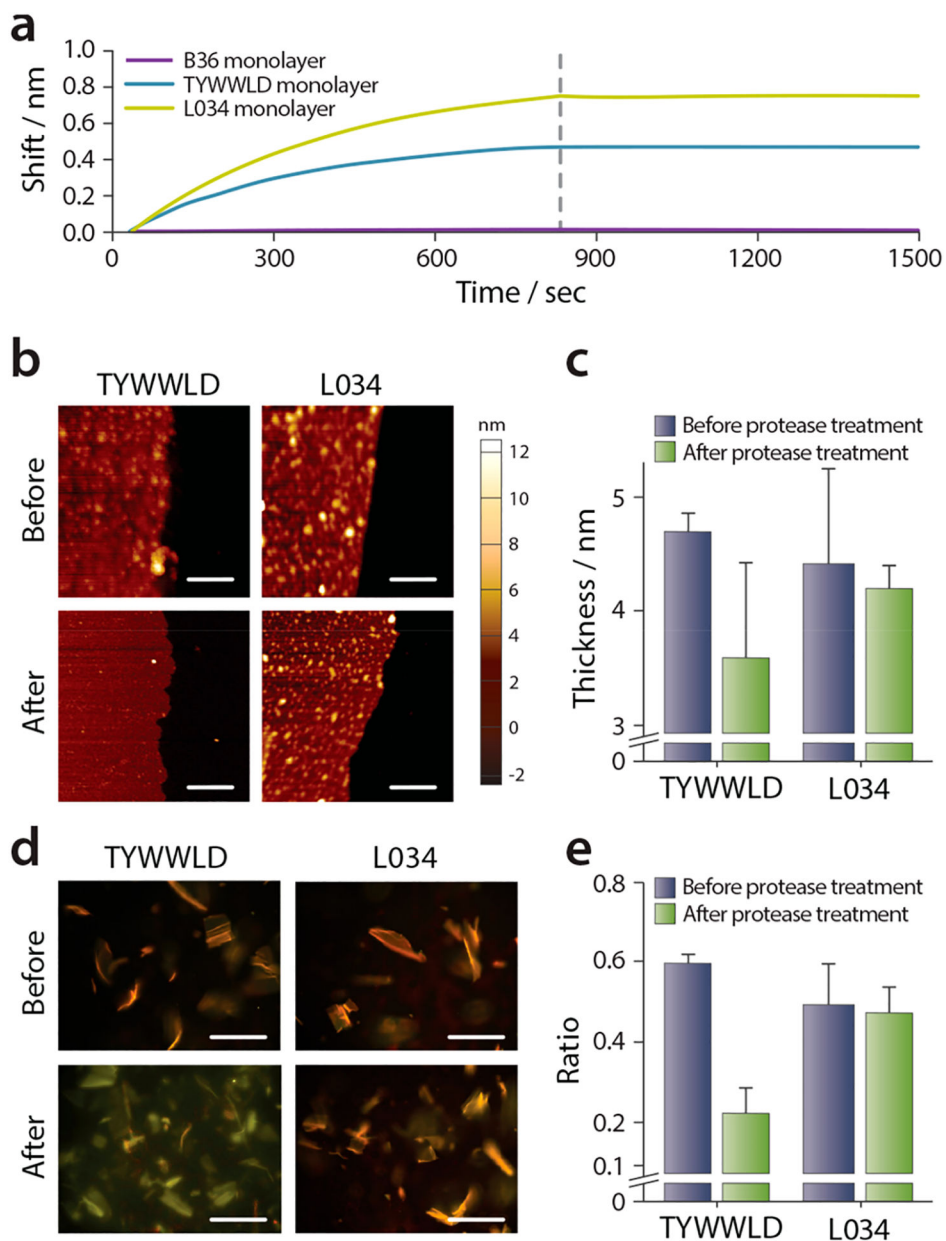 a
1.0
0.8
0.6
0.4
0.2
0.0
Shift / nm
B36 monolayer
TYWWLD monolayer
L034 monolayer
0 300 600 900 1200 1500
Time / sec
b
TYWWLD L034
Before
After
nm
12
10
8
6
4
2
0
-2
c
Before protease treatment
After protease treatment
Thickness / nm
5
4
3
0
TYWWLD L034
d
TYWWLD L034
Before
After
e
Before protease treatment
After protease treatment
Ratio
0.8
0.6
0.4
0.2
0.1
0
TYWWLD L034